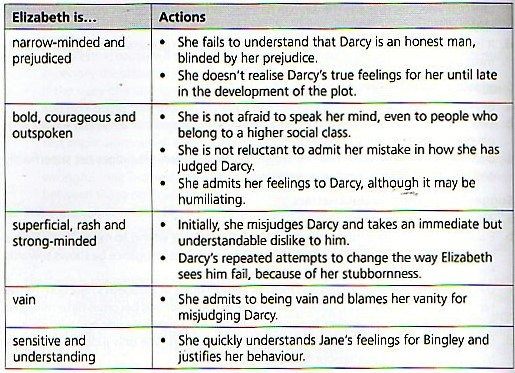 Elizabeth is... Actions
narrow-minded and
prejudiced
• She fails to understand that Darcy is an honest man,
blinded by her prejudice.
• She doesn't realise Darcy's true feelings for her until late
in the development of the plot.
bold, courageous and
outspoken
• She is not afraid to speak her mind, even to people who
belong to a higher social class.
• She is not reluctant to admit her mistake in how she has
judged Darcy.
• She admits her feelings to Darcy, although it may be
humiliating.
superficial, rash and
strong-minded
• Initially, she misjudges Darcy and takes an immediate but
understandable dislike to him.
• Darcy's repeated attempts to change the way Elizabeth
sees him fail, because of her stubbornness.
vain
• She admits to being vain and blames her vanity for
misjudging Darcy.
sensitive and
understanding
• She quickly understands Jane's feelings for Bingley and
justifies her behaviour.